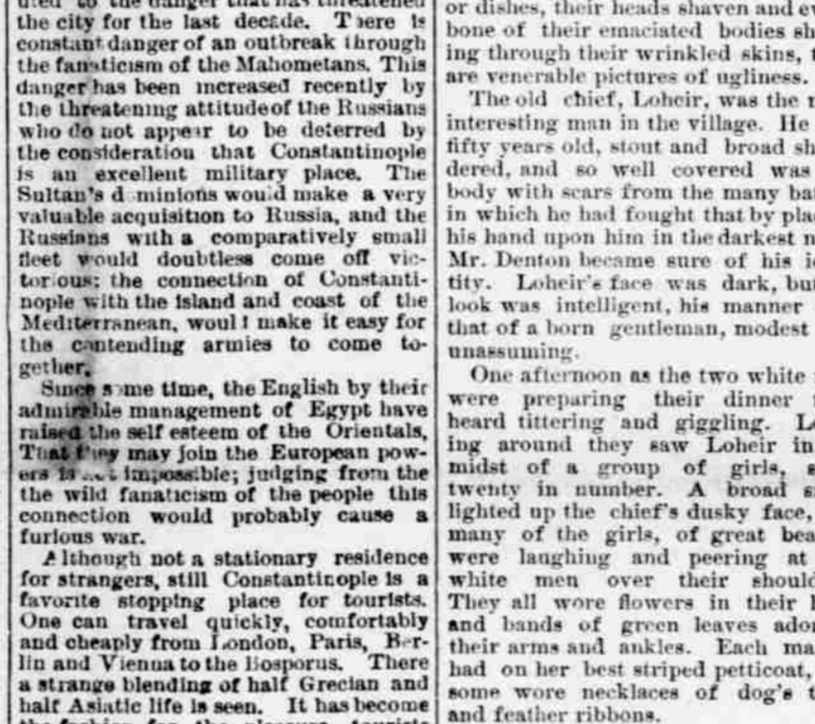 the city for the last decade. There is
constant danger of an outbreak through
the fanaticism of the Mahometans. This
danger has been increased recently by
the threatening attitude of the Russians
who do not appear to be deterred by
the consideration that Constantinople
is an excellent military place. The
Sultan's d minions would make a very
valuable acquisition to Russia, and the
Russians with a comparatively small
fleet would doubtless come off vic-
torious; the connection of Constanti-
nople with the island and coast of the
Mediterranean, would make it easy for
the contending armies to come to-
gether.
Since some time, the English by their
admirable management of Egypt have
raised the self esteem of the Orientals,
That they may join the European pow-
ers is not impossible; judging from the
the wild fanaticism of the people this
connection would probably cause a
furious war.
Although not a stationary residence
for strangers, still Constantinople is a
favorite stopping place for tourists.
One can travel quickly, comfortably
and cheaply from London, Paris, Ber-
lin and Vienna to the Bosporus. There
a strange blending of half Grecian and
half Asiatic life is seen. It has become
or dishes, their heads shaven and ev
bone of their emaciated bodies sh
ing through their wrinkled skins, t
are venerable pictures of ugliness.
The old chief, Loheir, was the
interesting man in the village. He
fifty years old, stout and broad sh
dered, and so well covered was
body with scars from the many ba
in which he had fought that by pla
his hand upon him in the darkest n
Mr. Denton became sure of his i
tity. Loheir's face was dark, bu
look was intelligent, his manner
that of a born gentleman, modest
unassuming.
One afternoon as the two white
were preparing their dinner
heard tittering and giggling. L
ing around they saw Loheir in
midst of a group of girls, s
twenty in number. A broad s
lighted up the chief's dusky face,
many of the girls, of great bea
were laughing and peering at
white men over their should
They all wore flowers in their
and bands of green leaves ador
their arms and ankles. Each ma
had on her best striped petticoat,
some wore necklaces of dog's t
and feather ribbons.